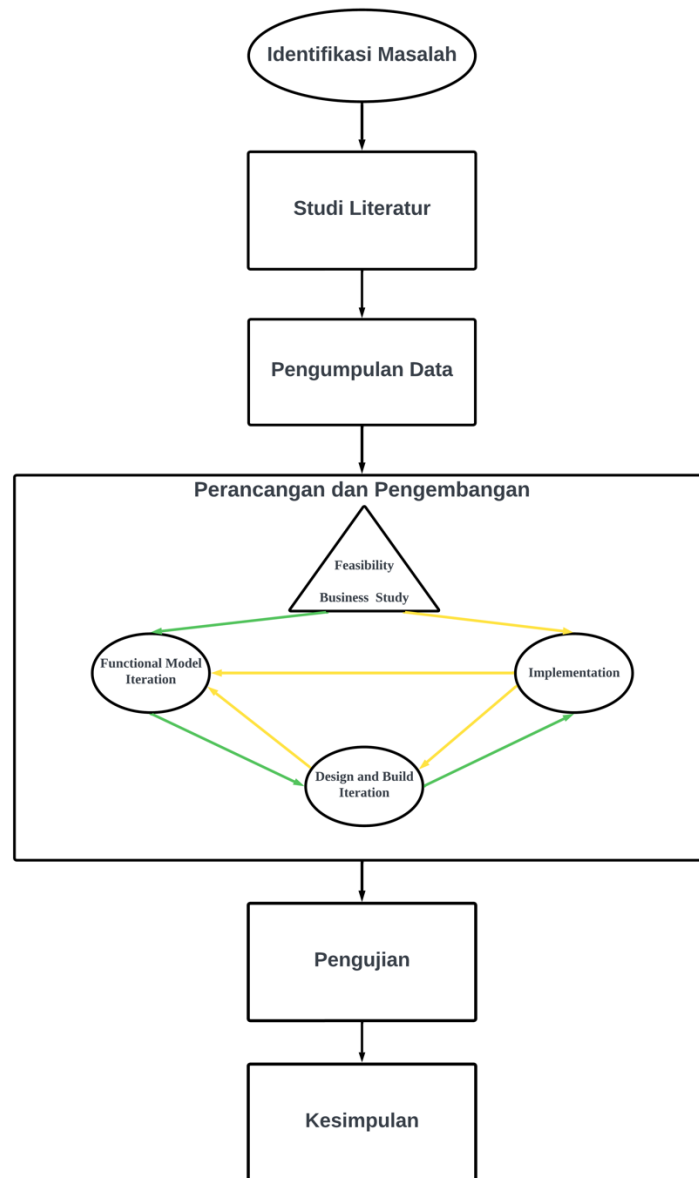 Identifikasi Masalah
Studi Literatur
Pengumpulan Data
Perancangan dan Pengembangan
Feasibility
Business Study
Functional Model
Iteration
Implementation
Design and Build
Iteration
Pengujian
Kesimpulan